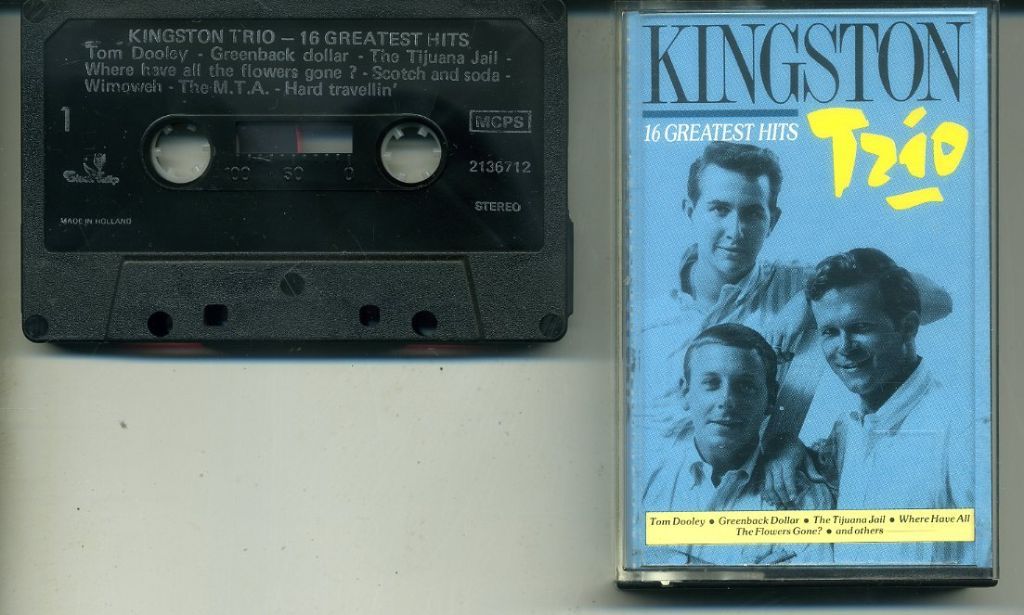 KINGSTON TRIO – 16 GREATEST HITS
Tom Dooley - Greenback dollar - The Tijuana Jail -
Where have all the flowers gone ? - Scotch and soda -
Wimoweh - The M.T.A. - Hard travellin'
1
MCPS
100 50 0
2136712
STEREO
MADE IN HOLLAND
KINGSTON
16 GREATEST HITS
Trio
Tom Dooley • Greenback Dollar • The Tijuana Jail • Where Have All
The Flowers Gone? • and others